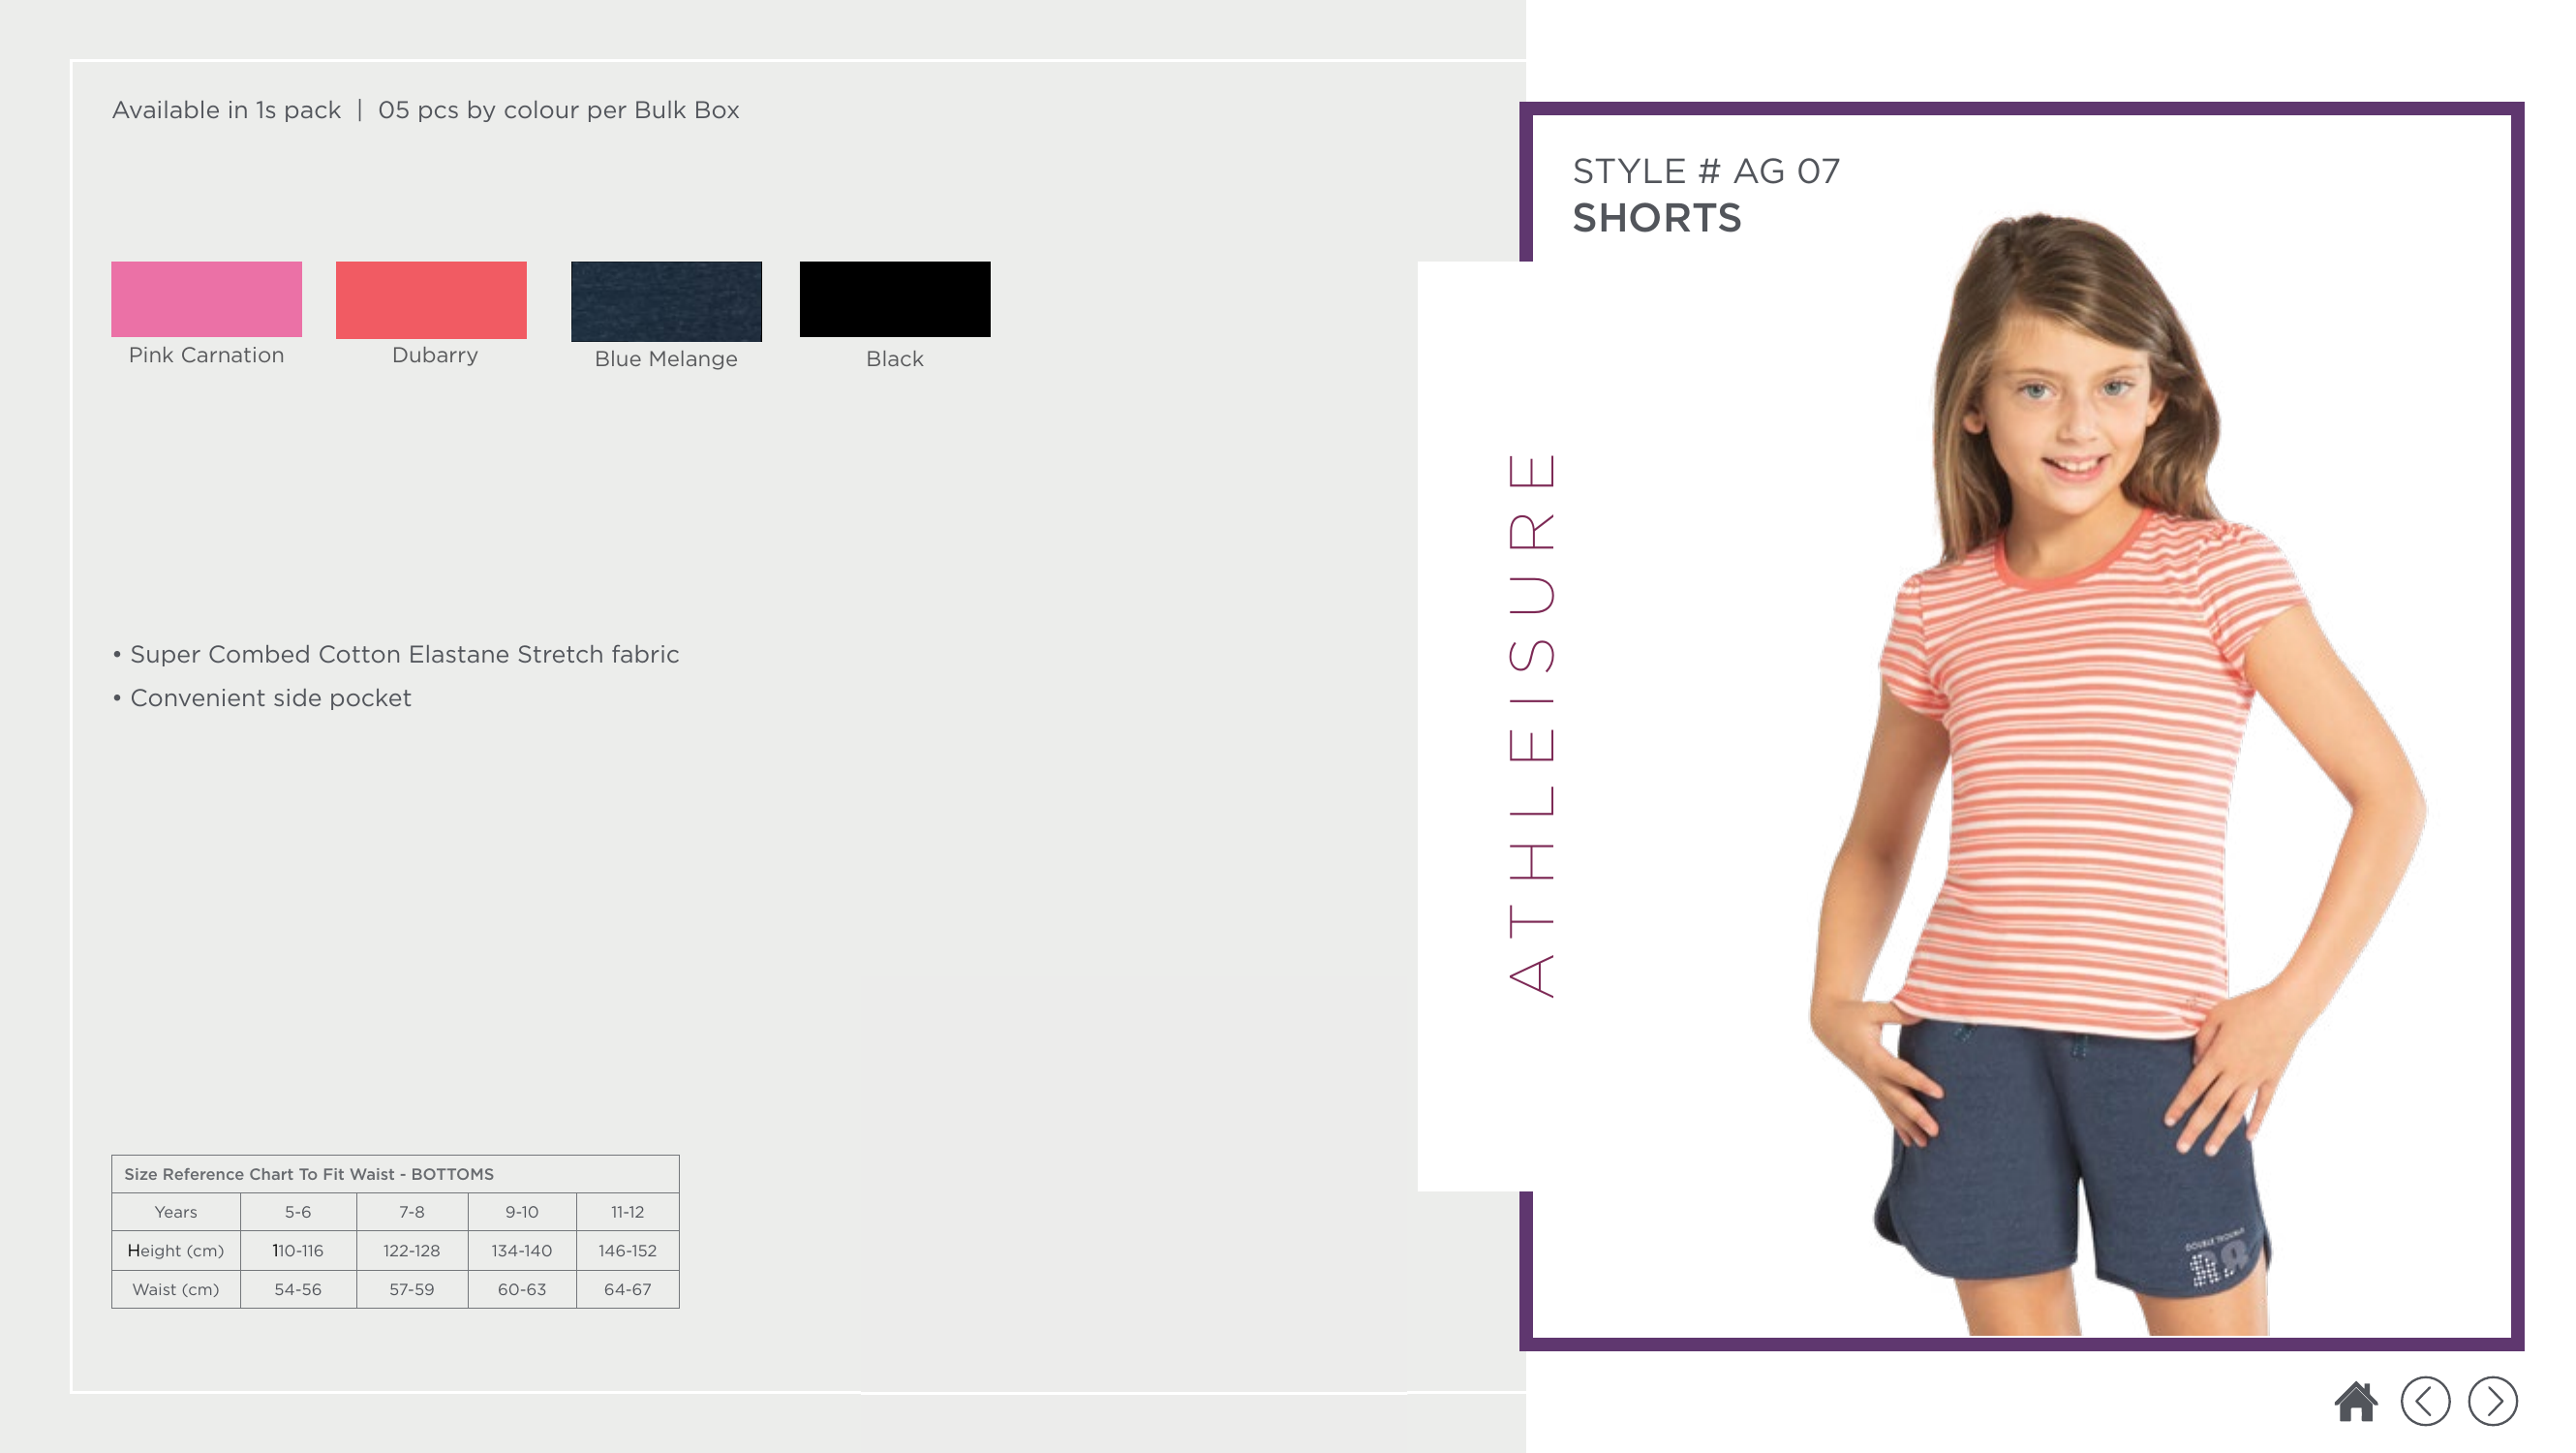 Available in 1s pack | 05 pcs by colour per Bulk Box
Pink Carnation
Dubarry
Blue Melange
Black
• Super Combed Cotton Elastane Stretch fabric
• Convenient side pocket
Size Reference Chart To Fit Waist - BOTTOMS
Years 5-6 7-8 9-10 11-12
Height (cm) 110-116 122-128 134-140 146-152
Waist (cm) 54-56 57-59 60-63 64-67
ATHLEISURE
STYLE # AG 07
SHORTS